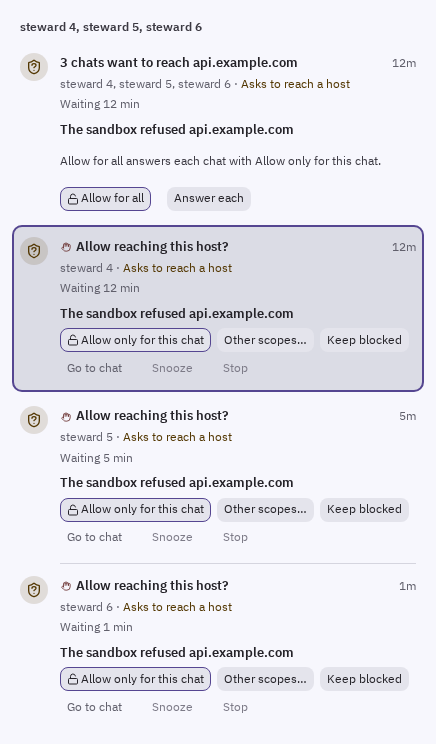 steward 4, steward 5, steward 6
3 chats want to reach api.example.com 12m
steward 4, steward 5, steward 6 · Asks to reach a host
Waiting 12 min
The sandbox refused api.example.com
Allow for all answers each chat with Allow only for this chat.
Allow for all Answer each
Allow reaching this host? 12m
steward 4 · Asks to reach a host
Waiting 12 min
The sandbox refused api.example.com
Allow only for this chat Other scopes... Keep blocked
Go to chat Snooze Stop
Allow reaching this host? 5m
steward 5 · Asks to reach a host
Waiting 5 min
The sandbox refused api.example.com
Allow only for this chat Other scopes... Keep blocked
Go to chat Snooze Stop
Allow reaching this host? 1m
steward 6 · Asks to reach a host
Waiting 1 min
The sandbox refused api.example.com
Allow only for this chat Other scopes... Keep blocked
Go to chat Snooze Stop